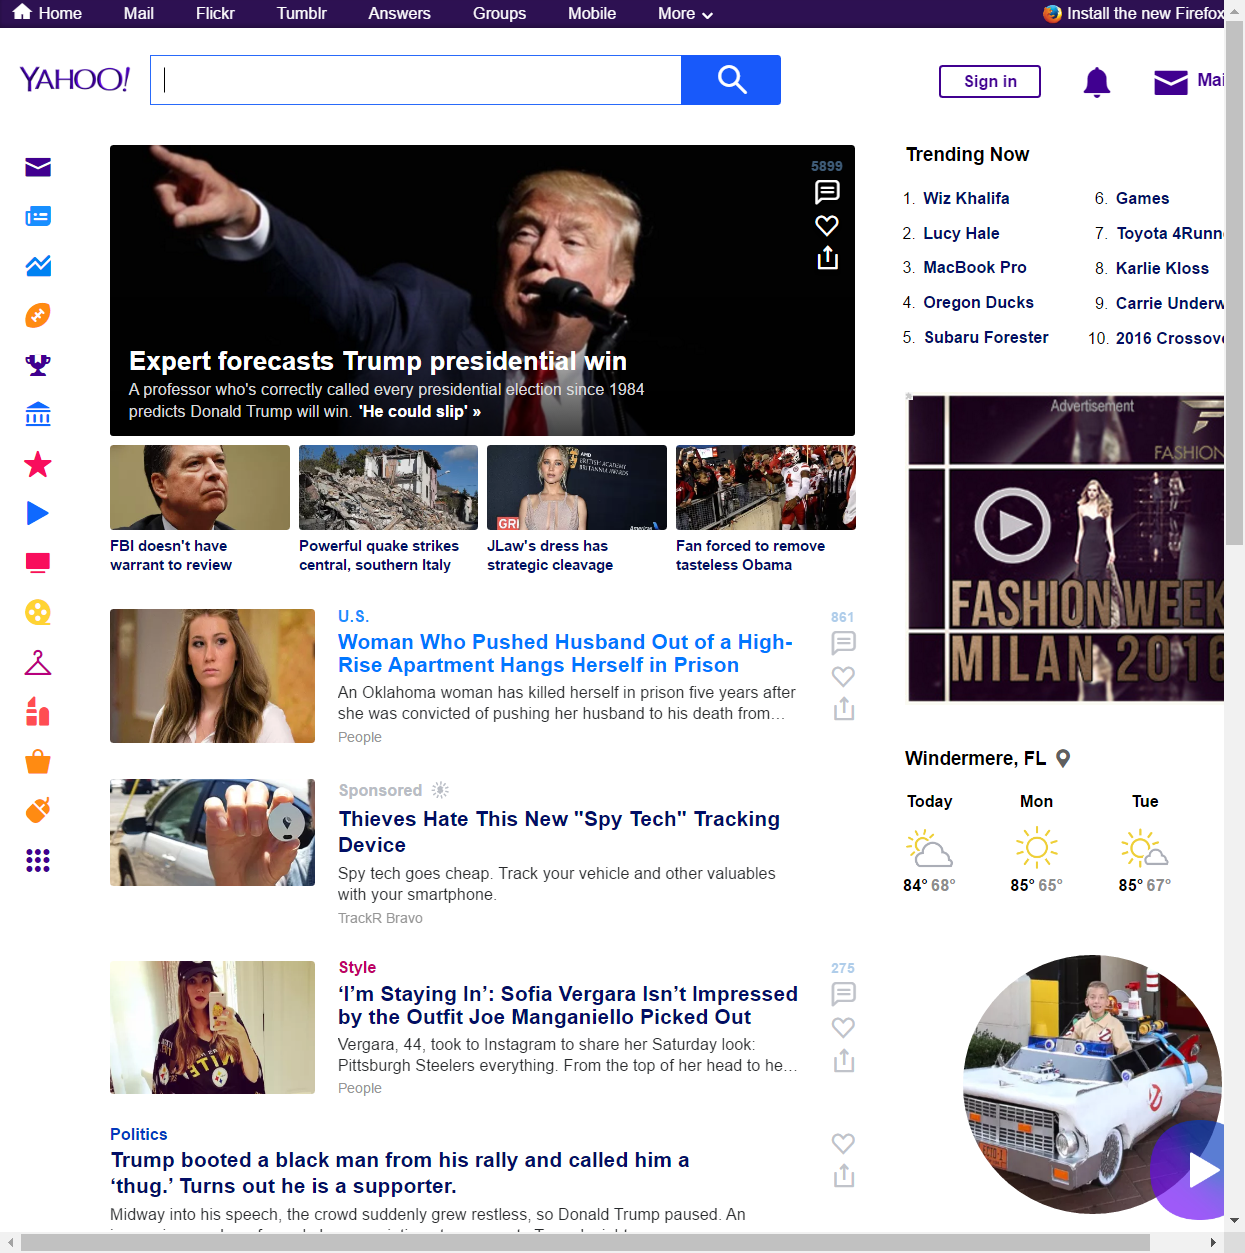 Home Mail Flickr Tumblr Answers Groups Mobile More Install the new Firefox
YAHOO!
Sign in
Mai
5899
Expert forecasts Trump presidential win
A professor who's correctly called every presidential election since 1984
predicts Donald Trump will win. 'He could slip' »
FBI doesn't have
warrant to review
Powerful quake strikes
central, southern Italy
JLaw's dress has
strategic cleavage
Fan forced to remove
tasteless Obama
U.S.
861
Woman Who Pushed Husband Out of a High-
Rise Apartment Hangs Herself in Prison
An Oklahoma woman has killed herself in prison five years after
she was convicted of pushing her husband to his death from…
People
Sponsored
Thieves Hate This New "Spy Tech" Tracking
Device
Spy tech goes cheap. Track your vehicle and other valuables
with your smartphone.
TrackR Bravo
Style
275
‘I’m Staying In’: Sofia Vergara Isn’t Impressed
by the Outfit Joe Manganiello Picked Out
Vergara, 44, took to Instagram to share her Saturday look:
Pittsburgh Steelers everything. From the top of her head to he…
People
Politics
Trump booted a black man from his rally and called him a
‘thug.’ Turns out he is a supporter.
Midway into his speech, the crowd suddenly grew restless, so Donald Trump paused. An
Trending Now
1. Wiz Khalifa
2. Lucy Hale
3. MacBook Pro
4. Oregon Ducks
5. Subaru Forester
6. Games
7. Toyota 4Runn
8. Karlie Kloss
9. Carrie Underw
10. 2016 Crossov
Advertisement
FASHION
FASHION WEEK
MILAN 2016
Windermere, FL
Today Mon Tue
84° 68° 85° 65° 85° 67°